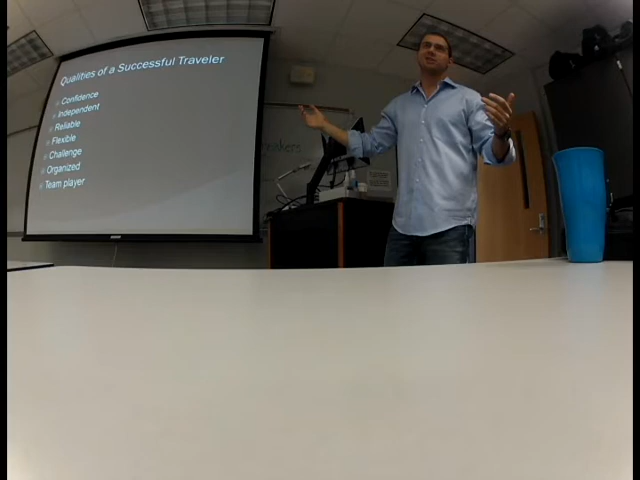 Qualities of a Successful Traveler
Confidence
Independent
Reliable
Flexible
Challenge
Organized
Team player